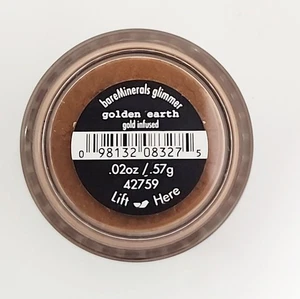 bareMinerals glimmer
golden earth
gold infused
0 98132 08327 5
.02oz / .57g
42759
Lift Here